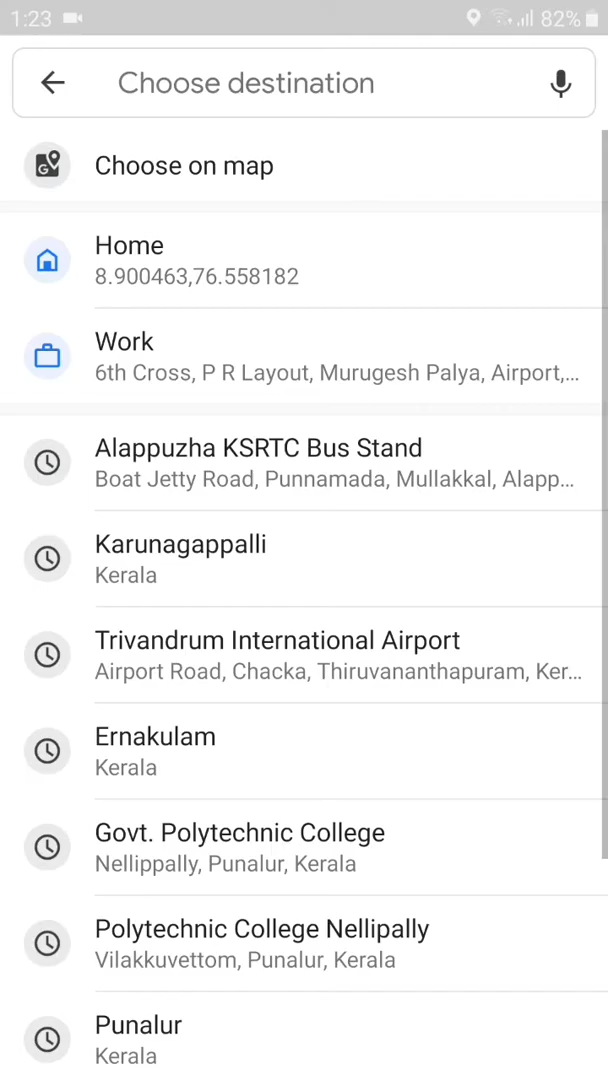 1:23
82%
Choose destination
Choose on map
Home
8.900463,76.558182
Work
6th Cross, P R Layout, Murugesh Palya, Airport,...
Alappuzha KSRTC Bus Stand
Boat Jetty Road, Punnamada, Mullakkal, Alapp...
Karunagappalli
Kerala
Trivandrum International Airport
Airport Road, Chacka, Thiruvananthapuram, Ker...
Ernakulam
Kerala
Govt. Polytechnic College
Nellippally, Punalur, Kerala
Polytechnic College Nellipally
Vilakkuvettom, Punalur, Kerala
Punalur
Kerala